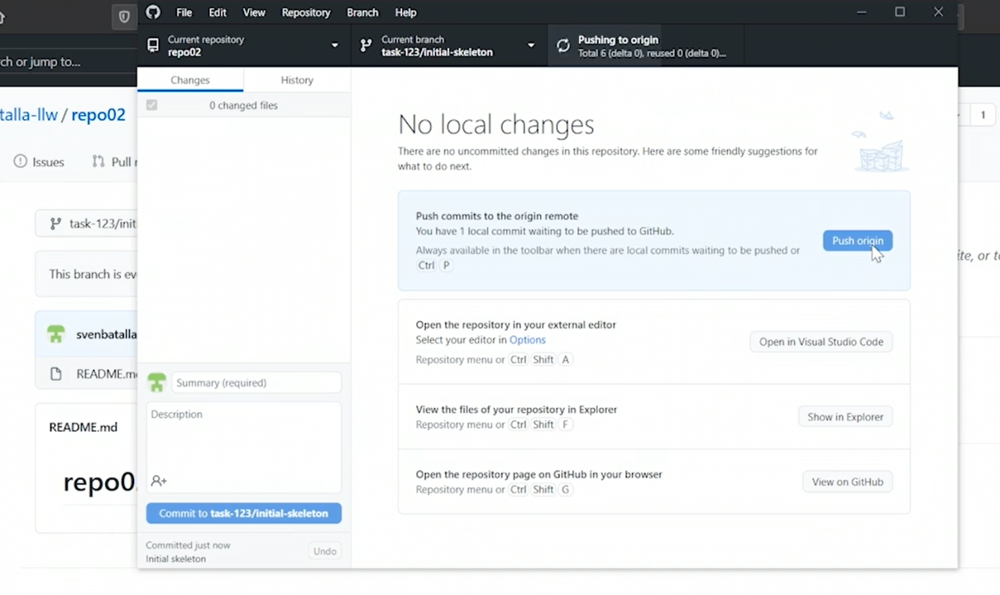 File Edit View Repository Branch Help
Current repository
repo02
Current branch
task-123/initial-skeleton
Pushing to origin
Total 6 (delta 0), reused 0 (delta 0)...
ch or jump to...
talla-llw / repo02
1
Issues
Pull
task-123/init
This branch is ev
svenbatalla
README.m
README.md
repo0
ite, or t
Changes
History
0 changed files
No local changes
There are no uncommitted changes in this repository. Here are some friendly suggestions for
what to do next.
Push commits to the origin remote
You have 1 local commit waiting to be pushed to GitHub.
Always available in the toolbar when there are local commits waiting to be pushed or
Ctrl P
Push origin
Open the repository in your external editor
Select your editor in Options
Repository menu or Ctrl Shift A
Open in Visual Studio Code
View the files of your repository in Explorer
Repository menu or Ctrl Shift F
Show in Explorer
Open the repository page on GitHub in your browser
Repository menu or Ctrl Shift G
View on GitHub
Summary (required)
Description
Commit to task-123/initial-skeleton
Committed just now
Initial skeleton
Undo